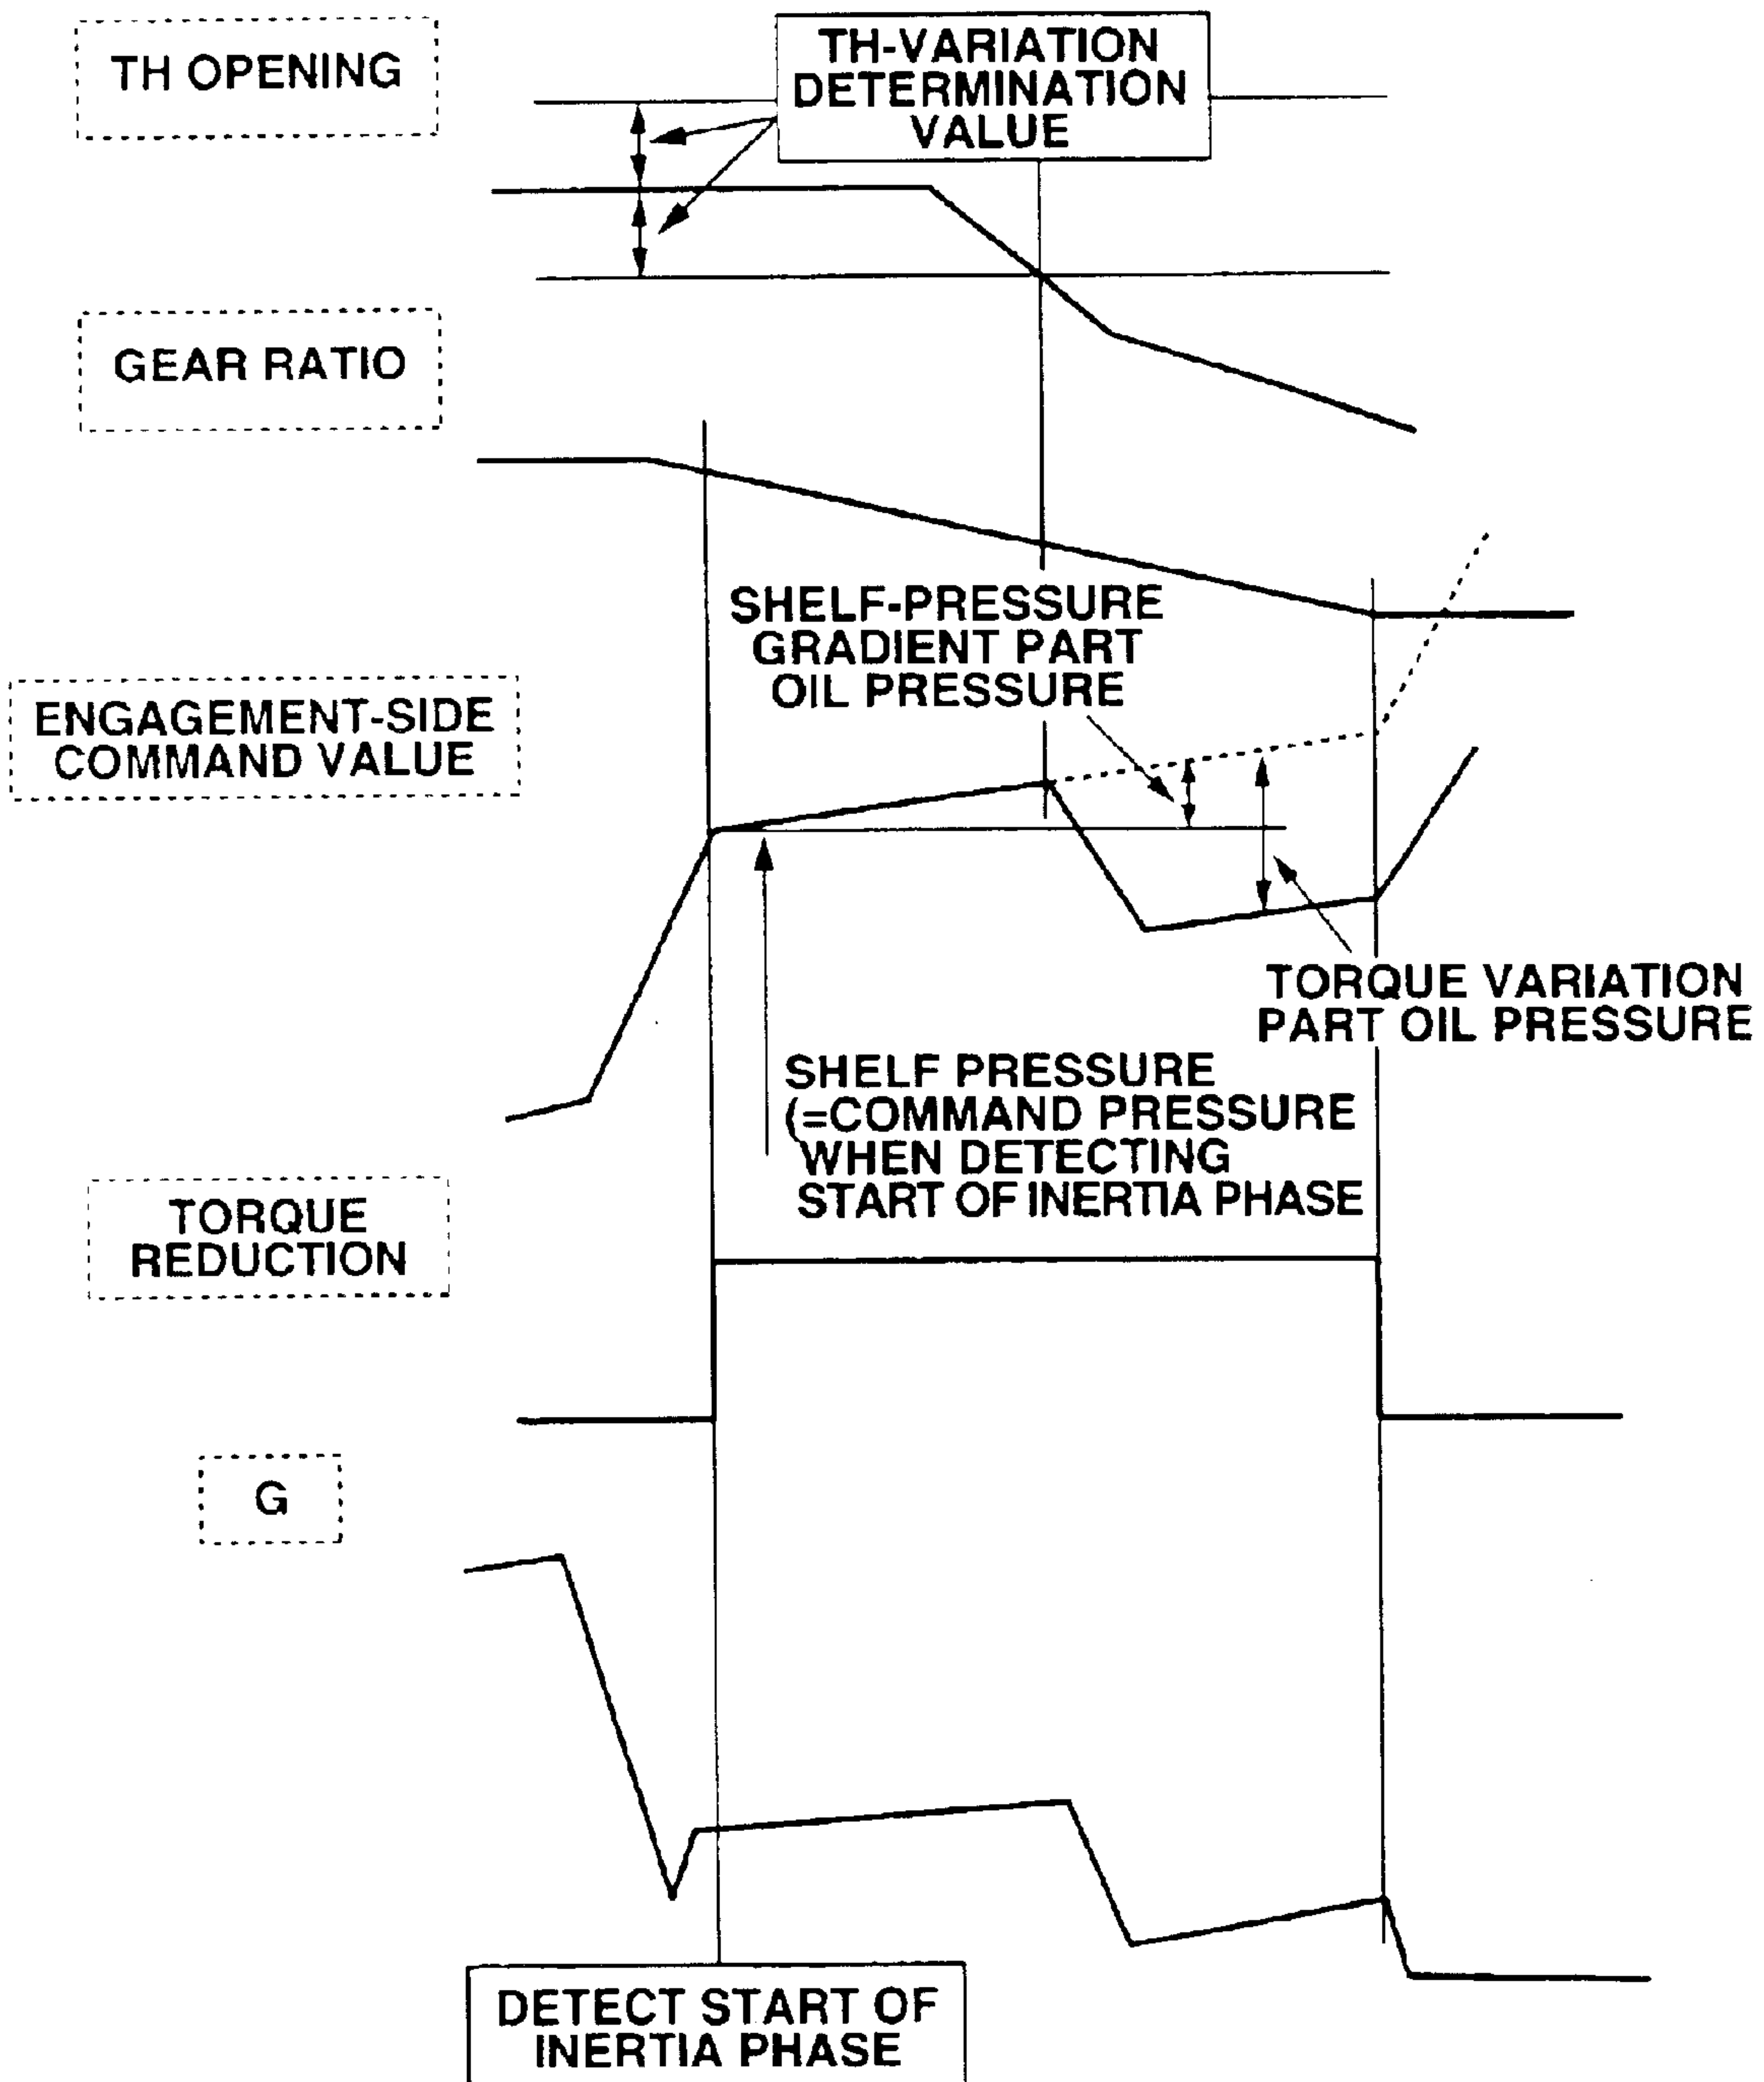 TH OPENING
TH-VARIATION
DETERMINATION
VALUE
GEAR RATIO
SHELF-PRESSURE
GRADIENT PART
OIL PRESSURE
ENGAGEMENT-SIDE
COMMAND VALUE
TORQUE VARIATION
PART OIL PRESSURE
SHELF PRESSURE
(=COMMAND PRESSURE
WHEN DETECTING
START OF INERTIA PHASE
TORQUE
REDUCTION
G
DETECT START OF
INERTIA PHASE